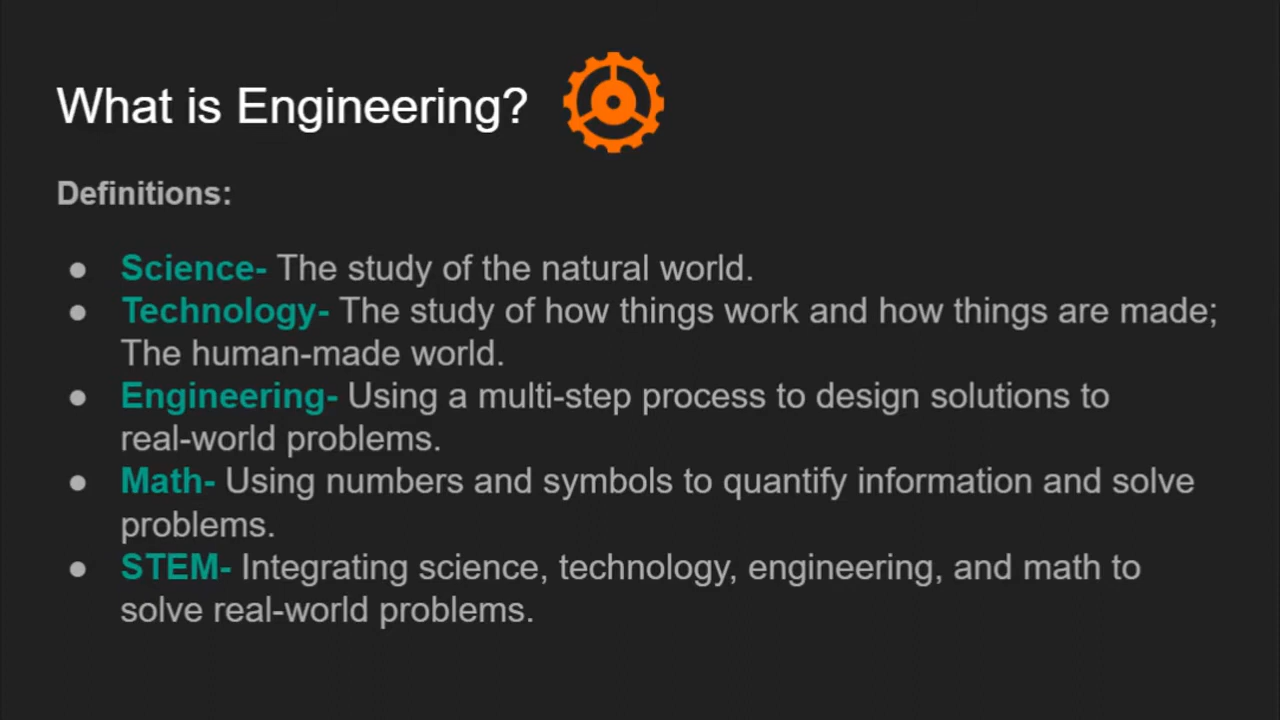 What is Engineering?
Definitions:
● Science- The study of the natural world.
● Technology- The study of how things work and how things are made;
The human-made world.
● Engineering- Using a multi-step process to design solutions to
real-world problems.
● Math- Using numbers and symbols to quantify information and solve
problems.
● STEM- Integrating science, technology, engineering, and math to
solve real-world problems.